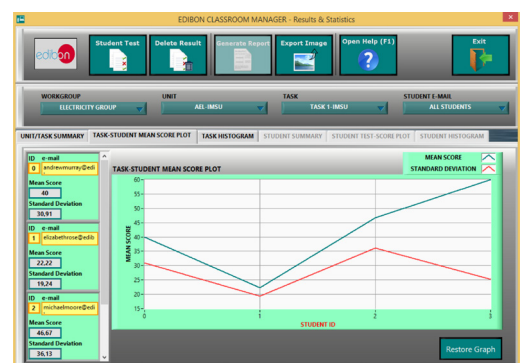 EDIBON CLASSROOM MANAGER - Results & Statistics
edibon
Student Test
Delete Result
Generate Report
Export Image
Open Help (F1)
Exit
WORKGROUP
UNIT
TASK
STUDENT E-MAIL
ELECTRICITY GROUP
AEL-IMSU
TASK 1-IMSU
ALL STUDENTS
UNIT/TASK SUMMARY
TASK-STUDENT MEAN SCORE PLOT
TASK HISTOGRAM
STUDENT SUMMARY
STUDENT TEST-SCORE PLOT
STUDENT HISTOGRAM
ID e-mail
0 andrewmurray@edi
Mean Score
40
Standard Deviation
30,91
ID e-mail
1 elizabethrose@edib
Mean Score
22,22
Standard Deviation
19,24
ID e-mail
2 michaelmoore@edi
Mean Score
46,67
Standard Deviation
36,13
TASK-STUDENT MEAN SCORE PLOT
MEAN SCORE
STANDARD DEVIATION
MEAN SCORE
60
55
50
45
40
35
30
25
20
15
0
1
2
3
STUDENT ID
Restore Graph